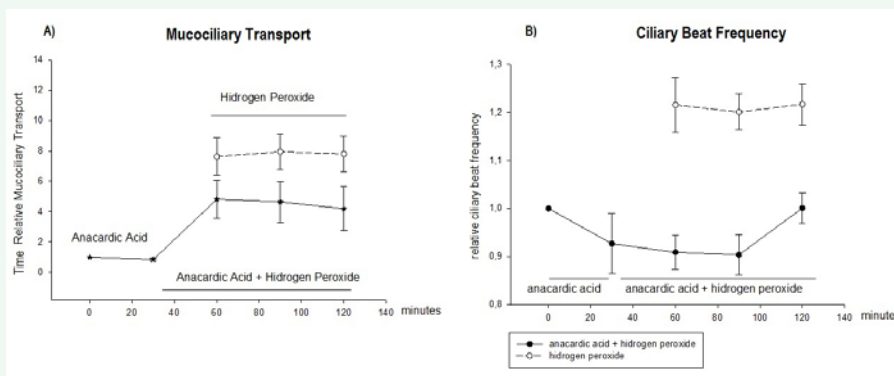 A)
Mucociliary Transport
Time Relative Mucociliary Transport
14
12
10
8
6
4
2
0
Hidrogen Peroxide
Anacardic Acid
Anacardic Acid + Hidrogen Peroxide
0 20 40 60 80 100 120 140
minutes
B)
Ciliary Beat Frequency
relative ciliary beat frequency
1,3
1,2
1,1
1,0
0,9
0,8
anacardic acid
anacardic acid + hidrogen peroxide
0 20 40 60 80 100 120 140
minute
anacardic acid + hidrogen peroxide
hidrogen peroxide